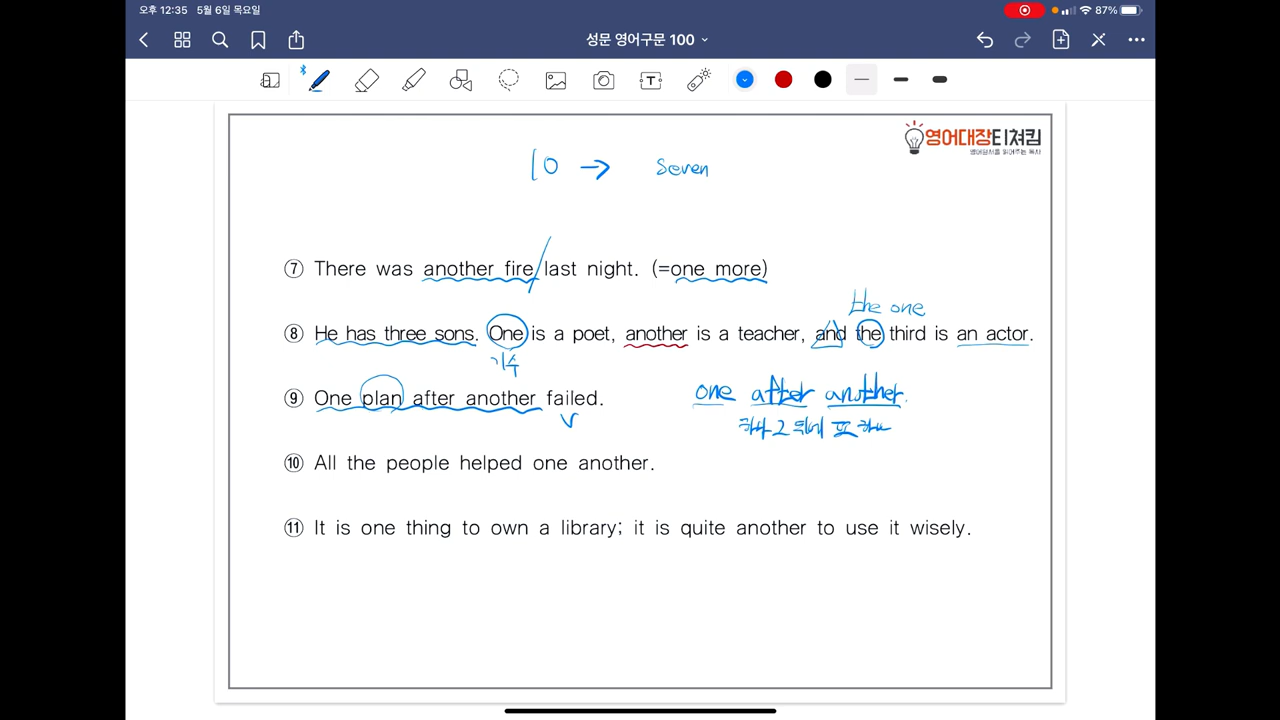 오후 12:35 5월 6일 목요일
87%
성문 영어구문 100
T
영어대장티쳐킴
10 → seven
⑦ There was another fire/last night. (=one more)
the one
⑧ He has three sons. One is a poet, another is a teacher, and the third is an actor.
기수
⑨ One plan after another failed.
one after another.
v
하나 그 뒤에 또 하나
⑩ All the people helped one another.
⑪ It is one thing to own a library; it is quite another to use it wisely.